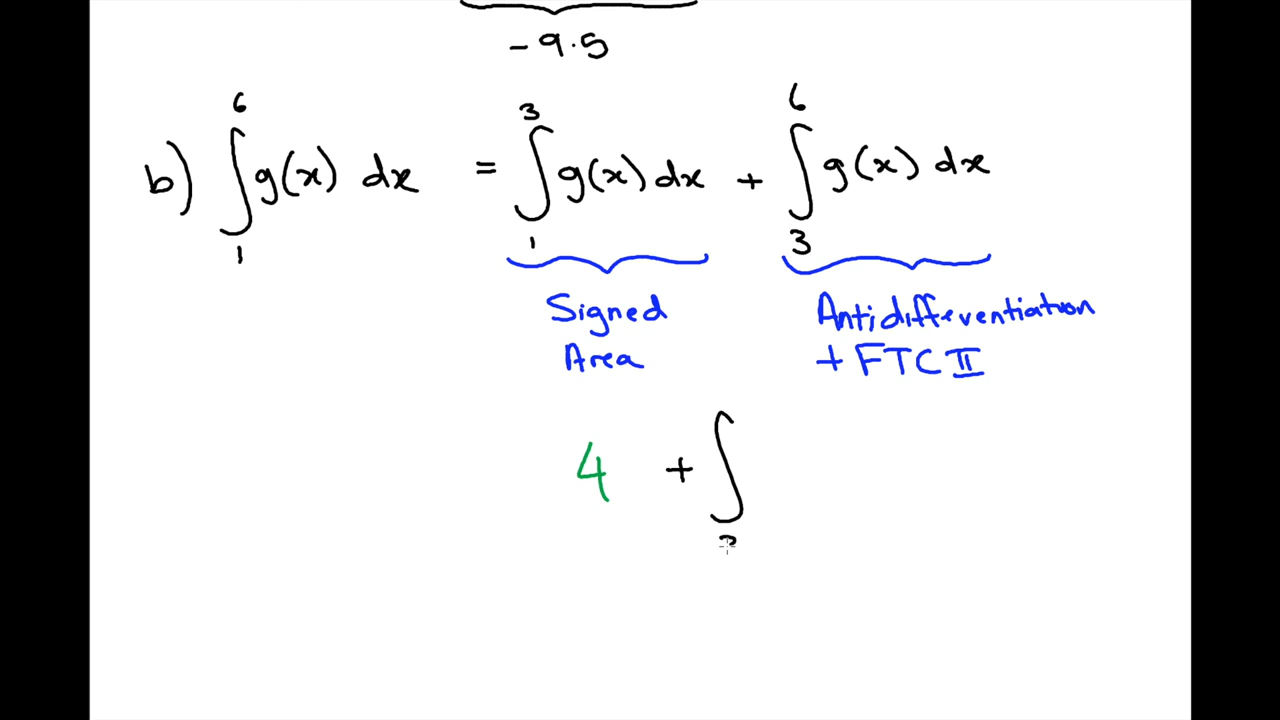 -9.5
b) ∫₁⁶ g(x) dx = ∫₁³ g(x) dx + ∫₃⁶ g(x) dx
Signed Area
Antidifferentiation + FTC II
4 + ∫